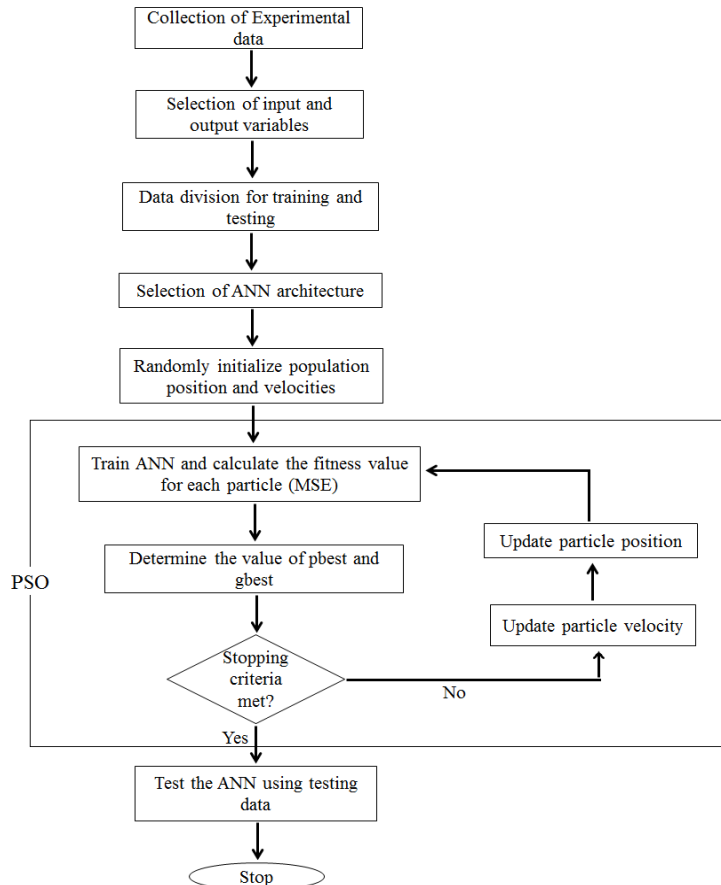 Collection of Experimental
data
Selection of input and
output variables
Data division for training and
testing
Selection of ANN architecture
Randomly initialize population
position and velocities
Train ANN and calculate the fitness value
for each particle (MSE)
Update particle position
Determine the value of pbest and
gbest
PSO
Update particle velocity
Stopping
criteria
met?
No
Yes
Test the ANN using testing
data
Stop